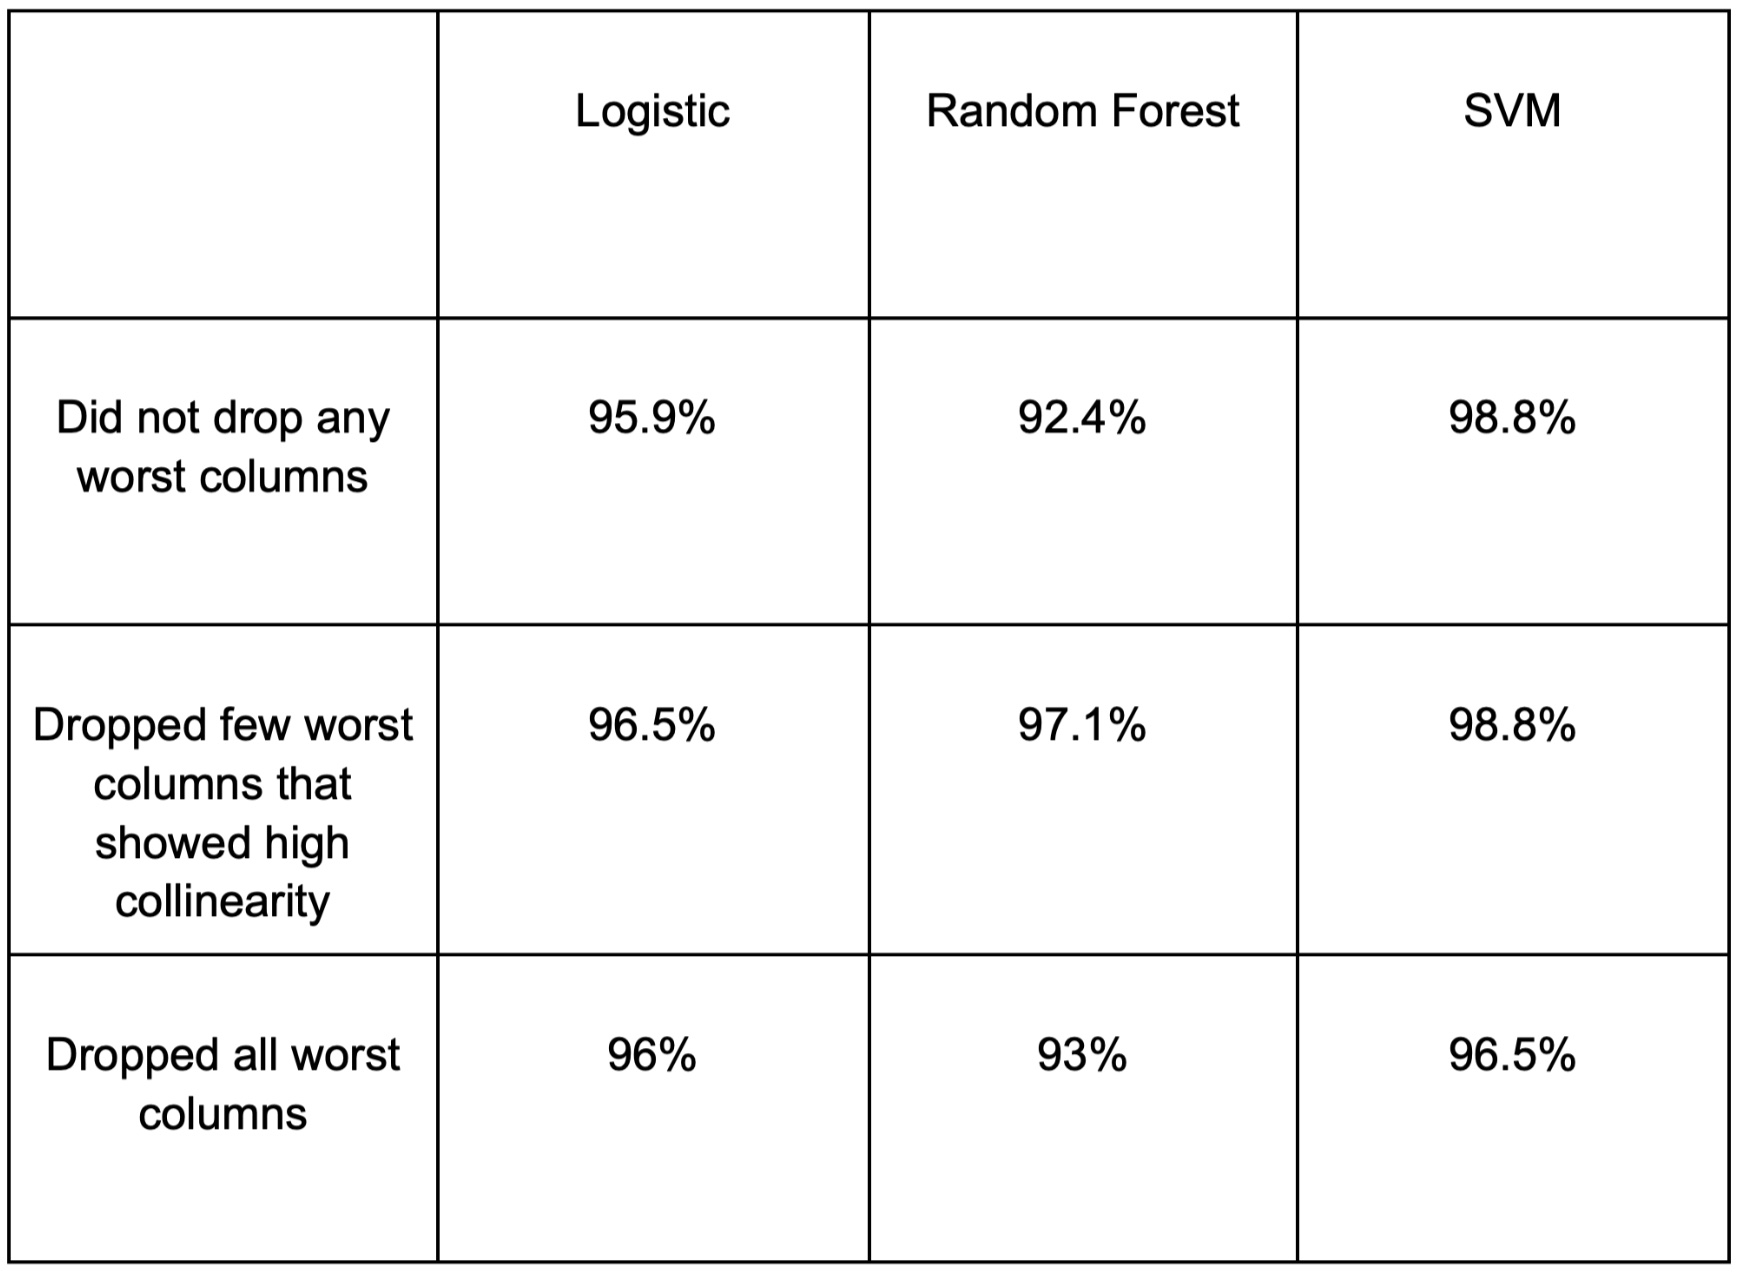 Logistic
Random Forest
SVM
Did not drop any
worst columns
95.9%
92.4%
98.8%
Dropped few worst
columns that
showed high
collinearity
96.5%
97.1%
98.8%
Dropped all worst
columns
96%
93%
96.5%